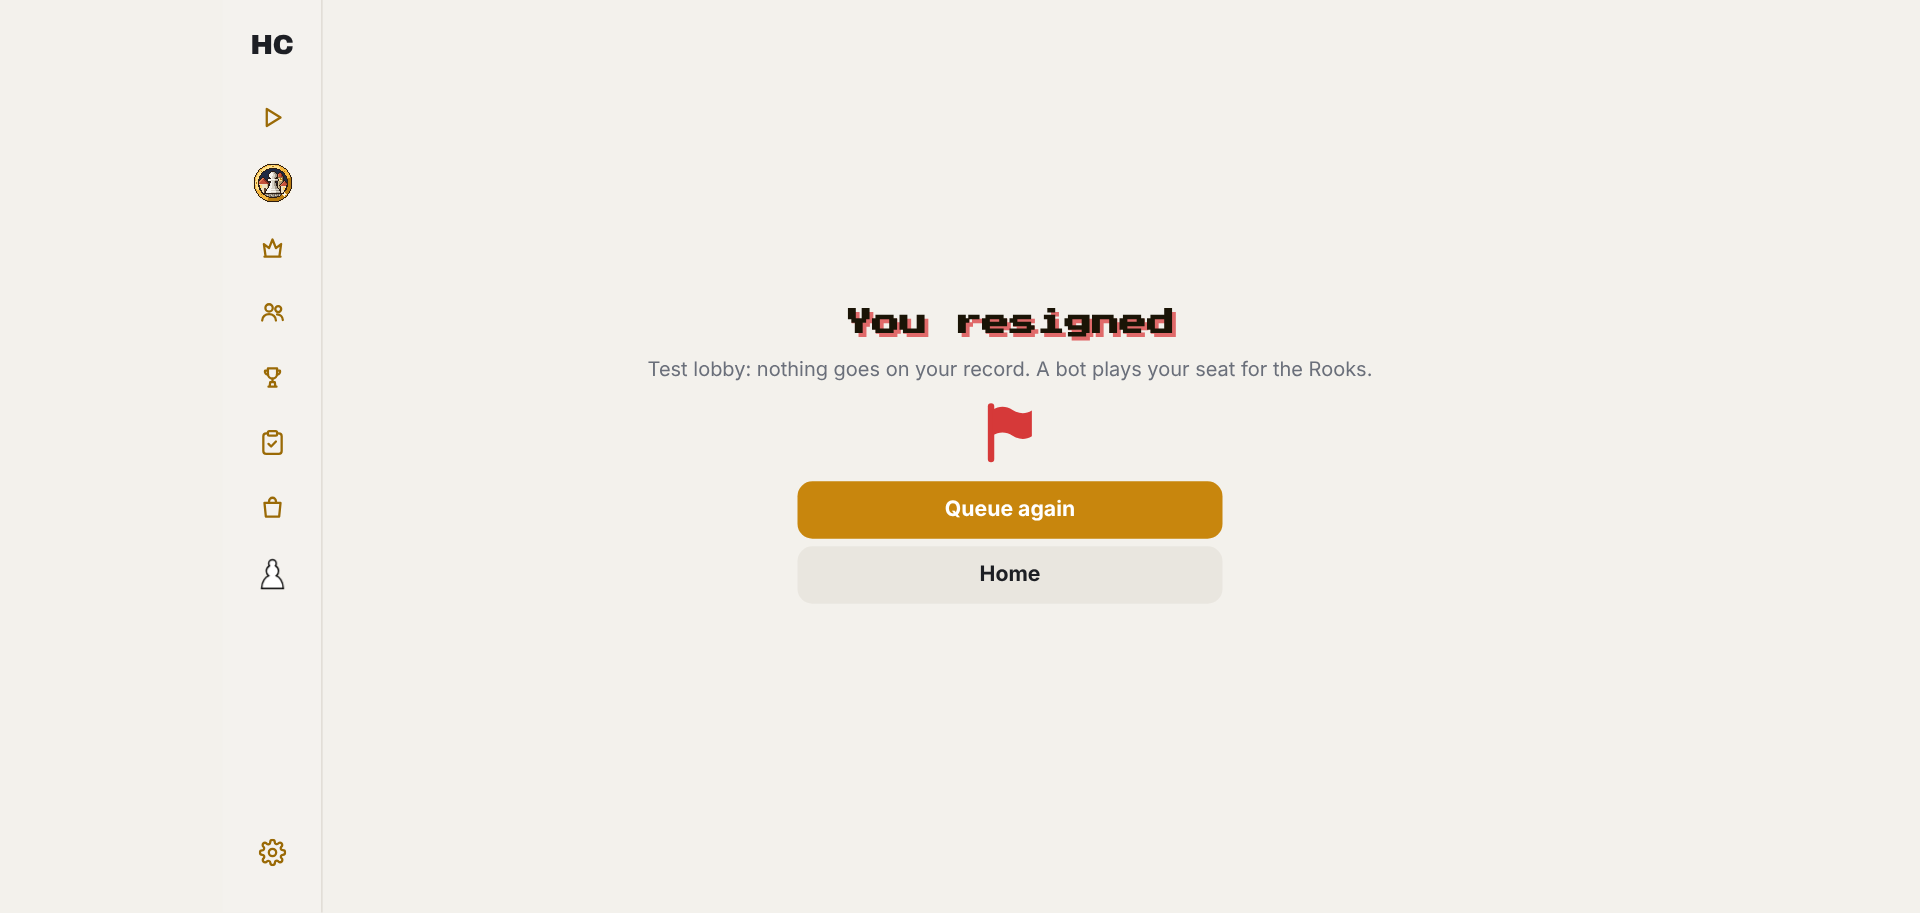 HC
You resigned
Test lobby: nothing goes on your record. A bot plays your seat for the Rooks.
Queue again
Home